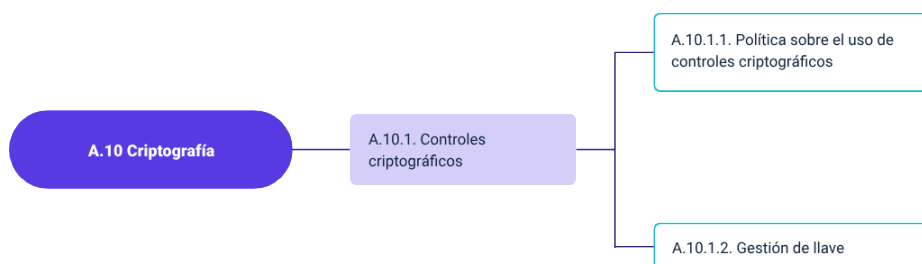 A.10.1.1. Política sobre el uso de
controles criptográficos
A.10 Criptografía
A.10.1. Controles
criptográficos
A.10.1.2. Gestión de llave